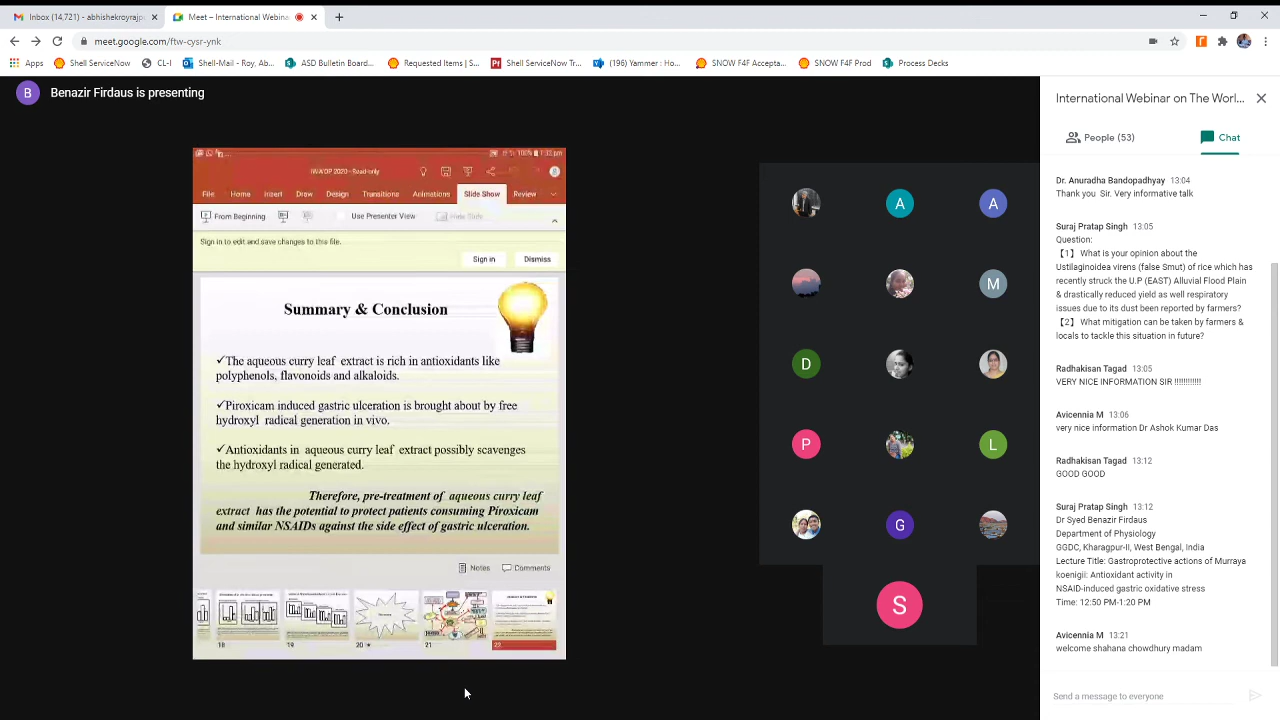 Inbox (14,721) - abhishekroyrajp
Meet – International Webina
meet.google.com/ftw-cysr-ynk
Apps
Shell ServiceNow
CL-I
Shell-Mail - Roy, Ab...
ASD Bulletin Board...
Requested Items | S...
Shell ServiceNow Tr...
(196) Yammer : Ho...
SNOW F4F Accepta...
SNOW F4F Prod
Process Decks
B
Benazir Firdaus is presenting
100%
IWAOP 2020 - Read-only
B
File
Home
Insert
Draw
Design
Transitions
Animations
Slide Show
Review
From Beginning
Use Presenter View
Hide Slide
Sign in to edit and save changes to this file.
Sign in
Dismiss
Summary & Conclusion
✓The aqueous curry leaf extract is rich in antioxidants like
polyphenols, flavonoids and alkaloids.
✓Piroxicam induced gastric ulceration is brought about by free
hydroxyl radical generation in vivo.
✓Antioxidants in aqueous curry leaf extract possibly scavenges
the hydroxyl radical generated.
Therefore, pre-treatment of aqueous curry leaf
extract has the potential to protect patients consuming Piroxicam
and similar NSAIDs against the side effect of gastric ulceration.
Notes
Comments
18
19
20
21
22
A
A
M
D
P
L
G
S
International Webinar on The Worl...
People (53)
Chat
Dr. Anuradha Bandopadhyay 13:04
Thank you Sir. Very informative talk
Suraj Pratap Singh 13:05
Question:
【1】 What is your opinion about the
Ustilaginoidea virens (false Smut) of rice which has
recently struck the U.P (EAST) Alluvial Flood Plain
& drastically reduced yield as well respiratory
issues due to its dust been reported by farmers?
【2】 What mitigation can be taken by farmers &
locals to tackle this situation in future?
Radhakisan Tagad 13:05
VERY NICE INFORMATION SIR !!!!!!!!!!!!
Avicennia M 13:06
very nice information Dr Ashok Kumar Das
Radhakisan Tagad 13:12
GOOD GOOD
Suraj Pratap Singh 13:12
Dr Syed Benazir Firdaus
Department of Physiology
GGDC, Kharagpur-II, West Bengal, India
Lecture Title: Gastroprotective actions of Murraya
koenigii: Antioxidant activity in
NSAID-induced gastric oxidative stress
Time: 12:50 PM-1:20 PM
Avicennia M 13:21
welcome shahana chowdhury madam
Send a message to everyone